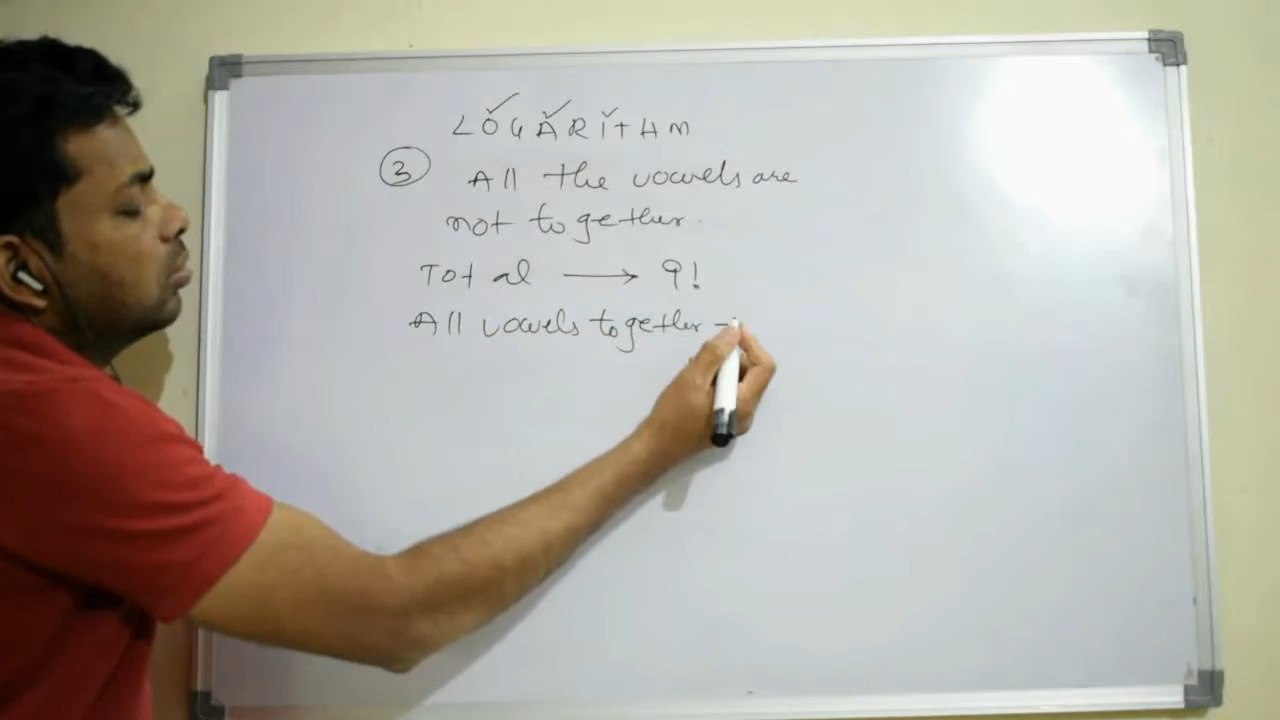 LOGARITHM
3 All the vowels are
not together.
Total → 9!
All vowels together -